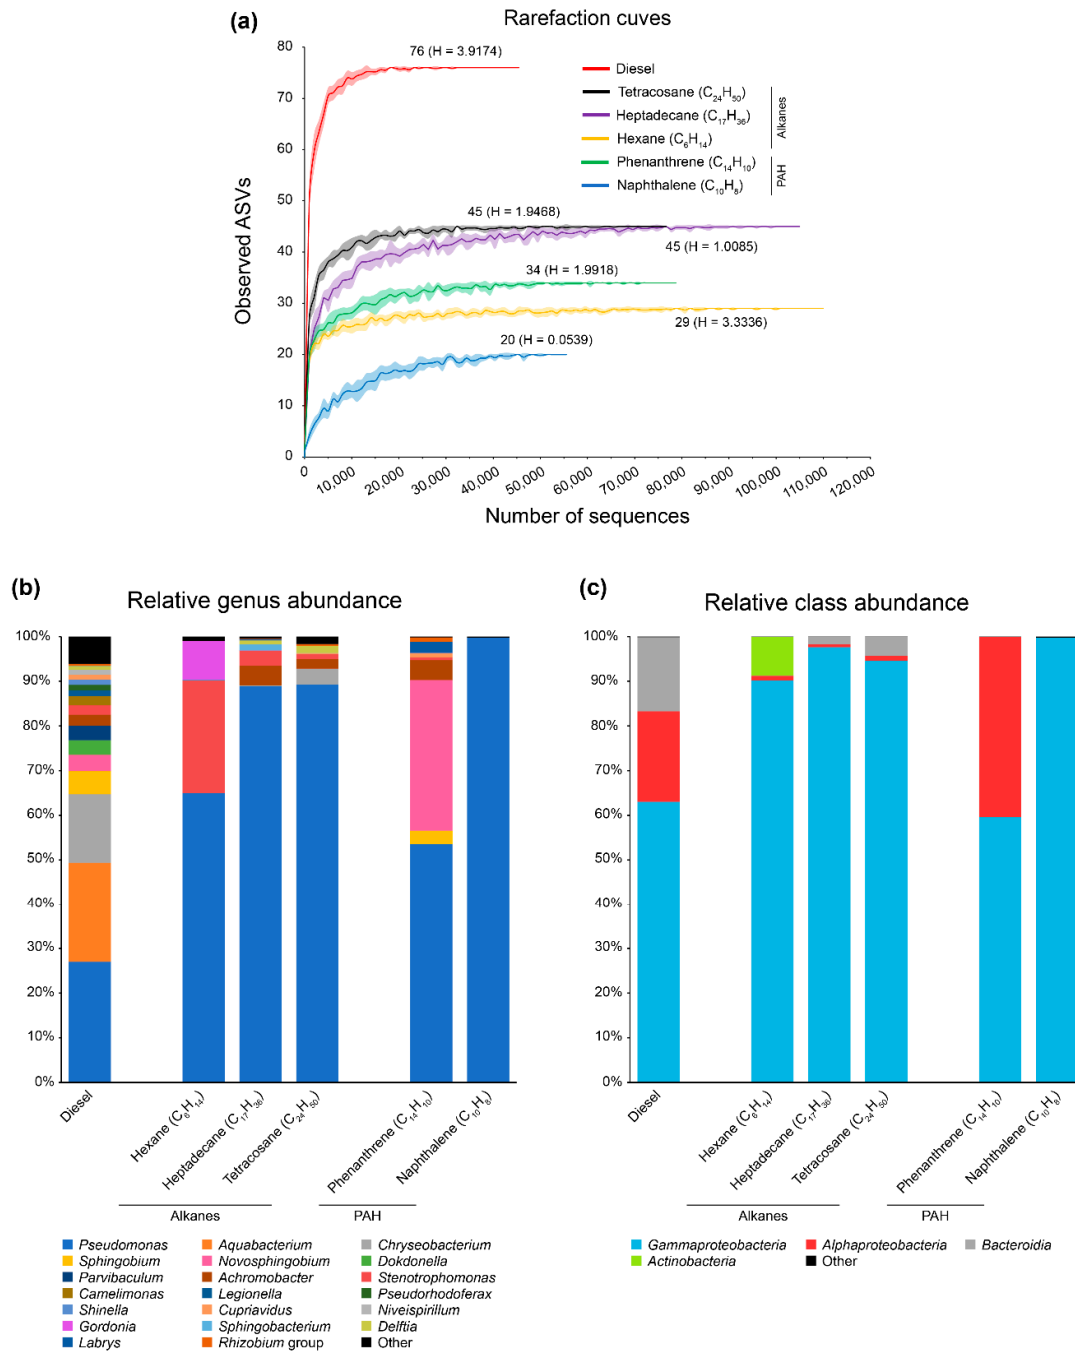 (a)
Rarefaction cuves
80
70
60
50
40
30
20
10
0
Observed ASVs
76 (H = 3.9174)
45 (H = 1.9468)
45 (H = 1.0085)
34 (H = 1.9918)
29 (H = 3.3336)
20 (H = 0.0539)
Diesel
Tetracosane (C24H50)
Heptadecane (C17H36)
Hexane (C6H14)
Phenanthrene (C14H10)
Naphthalene (C10H8)
Alkanes
PAH
0 10,000 20,000 30,000 40,000 50,000 60,000 70,000 80,000 90,000 100,000 110,000 120,000
Number of sequences
(b)
Relative genus abundance
100%
90%
80%
70%
60%
50%
40%
30%
20%
10%
0%
Diesel
Hexane (C6H14)
Heptadecane (C17H36)
Tetracosane (C24H50)
Phenanthrene (C14H10)
Naphthalene (C10H8)
Alkanes PAH
Pseudomonas Aquabacterium Chryseobacterium
Sphingobium Novosphingobium Dokdonella
Parvibaculum Achromobacter Stenotrophomonas
Camelimonas Legionella Pseudorhodoferax
Shinella Cupriavidus Niveispirillum
Gordonia Sphingobacterium Delftia
Labrys Rhizobium group Other
(c)
Relative class abundance
100%
90%
80%
70%
60%
50%
40%
30%
20%
10%
0%
Diesel
Hexane (C6H14)
Heptadecane (C17H36)
Tetracosane (C24H50)
Phenanthrene (C14H10)
Naphthalene (C10H8)
Alkanes PAH
Gammaproteobacteria Alphaproteobacteria Bacteroidia
Actinobacteria Other